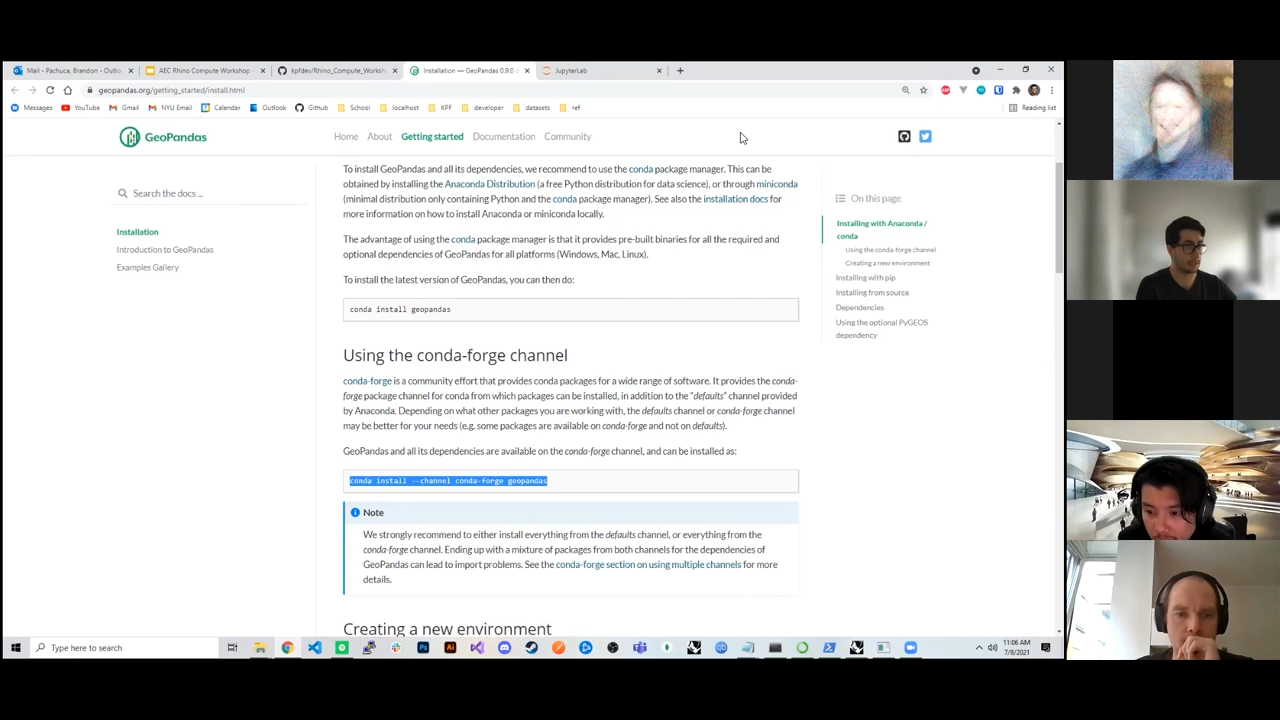 Mail - Pachuca, Brandon - Outlo
AEC Rhino Compute Workshop
kpfdev/Rhino_Compute_Worksh
Installation — GeoPandas 0.9.0
JupyterLab
geopandas.org/getting_started/install.html
Messages
YouTube
Gmail
NYU Email
Calendar
Outlook
Github
School
localhost
KPF
developer
datasets
ref
Reading list
GeoPandas
Home
About
Getting started
Documentation
Community
Search the docs ...
Installation
Introduction to GeoPandas
Examples Gallery
To install GeoPandas and all its dependencies, we recommend to use the conda package manager. This can be
obtained by installing the Anaconda Distribution (a free Python distribution for data science), or through miniconda
(minimal distribution only containing Python and the conda package manager). See also the installation docs for
more information on how to install Anaconda or miniconda locally.
The advantage of using the conda package manager is that it provides pre-built binaries for all the required and
optional dependencies of GeoPandas for all platforms (Windows, Mac, Linux).
To install the latest version of GeoPandas, you can then do:
conda install geopandas
Using the conda-forge channel
conda-forge is a community effort that provides conda packages for a wide range of software. It provides the conda-
forge package channel for conda from which packages can be installed, in addition to the "defaults" channel provided
by Anaconda. Depending on what other packages you are working with, the defaults channel or conda-forge channel
may be better for your needs (e.g. some packages are available on conda-forge and not on defaults).
GeoPandas and all its dependencies are available on the conda-forge channel, and can be installed as:
conda install --channel conda-forge geopandas
Note
We strongly recommend to either install everything from the defaults channel, or everything from the
conda-forge channel. Ending up with a mixture of packages from both channels for the dependencies of
GeoPandas can lead to import problems. See the conda-forge section on using multiple channels for more
details.
Creating a new environment
On this page
Installing with Anaconda /
conda
Using the conda-forge channel
Creating a new environment
Installing with pip
Installing from source
Dependencies
Using the optional PyGEOS
dependency
Type here to search
11:06 AM
7/8/2021